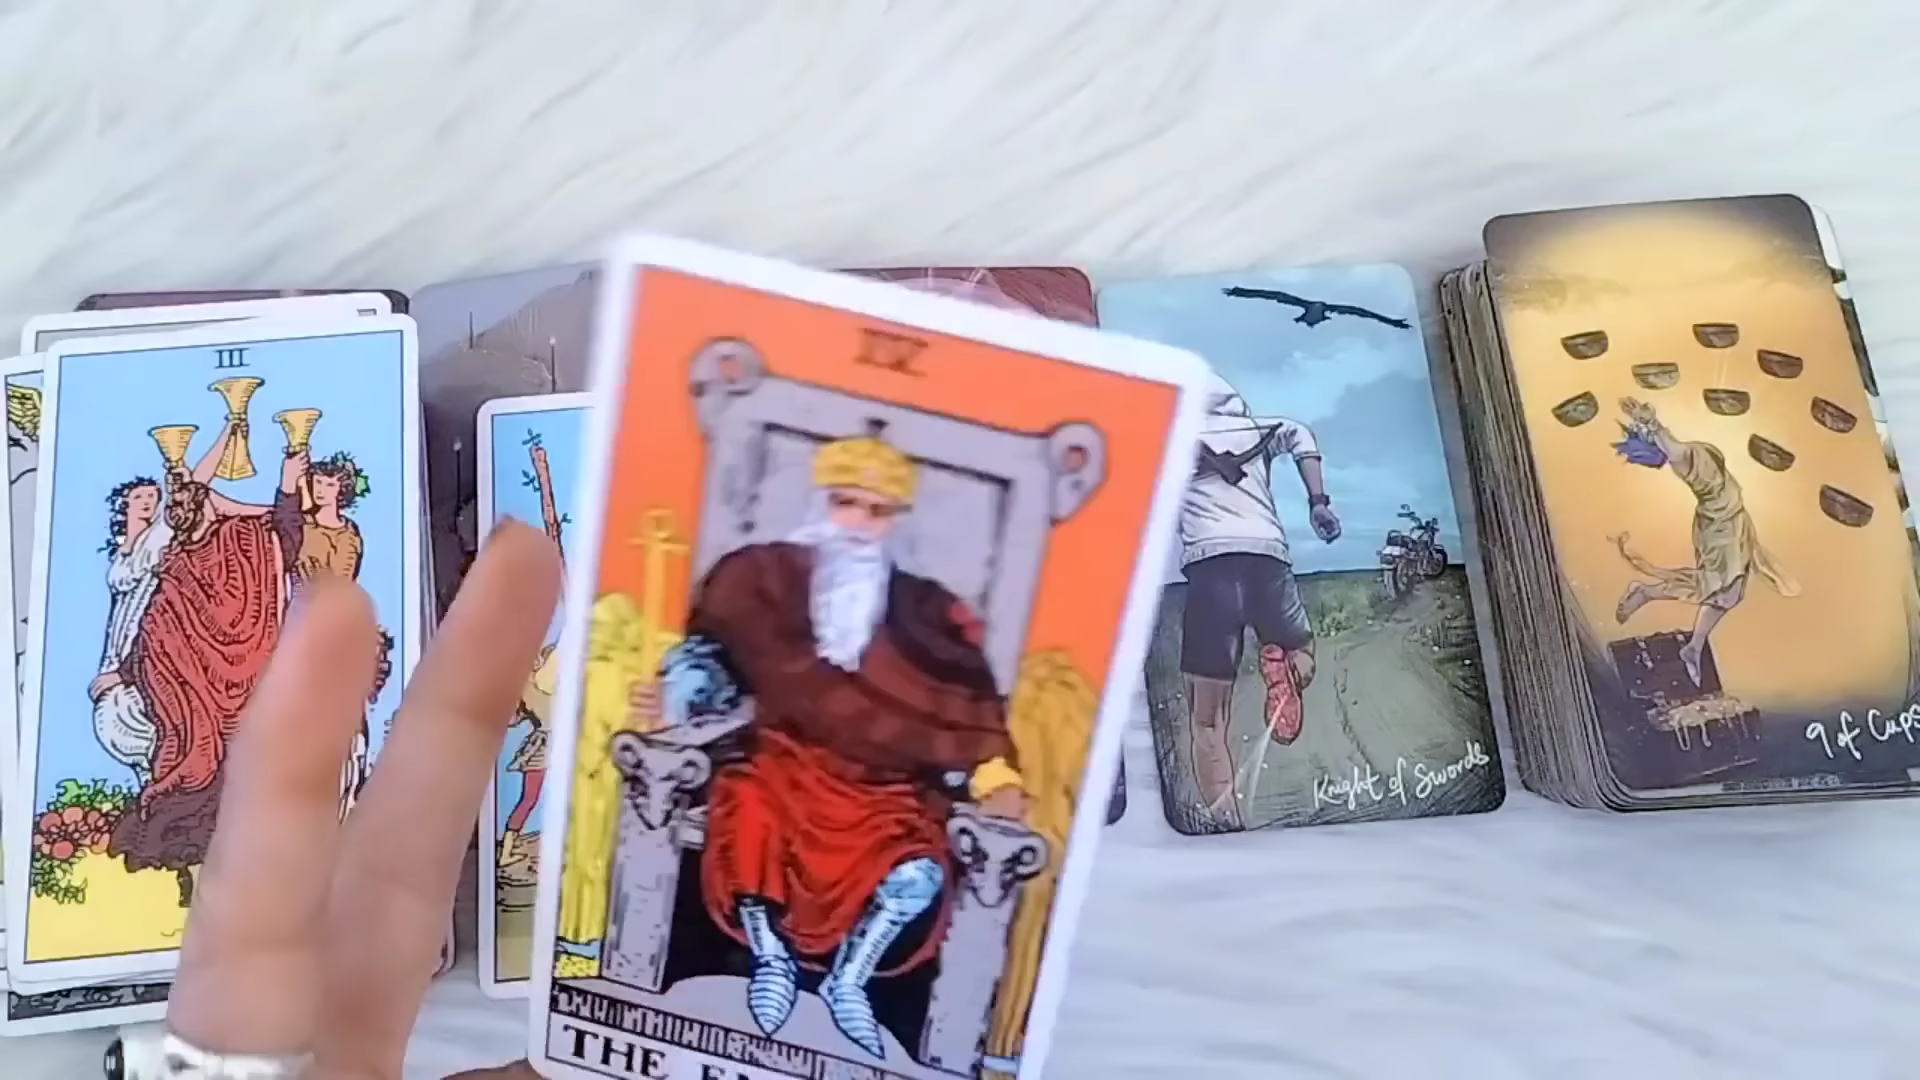 III
IV
THE E
Knight of Swords
9 of Cups